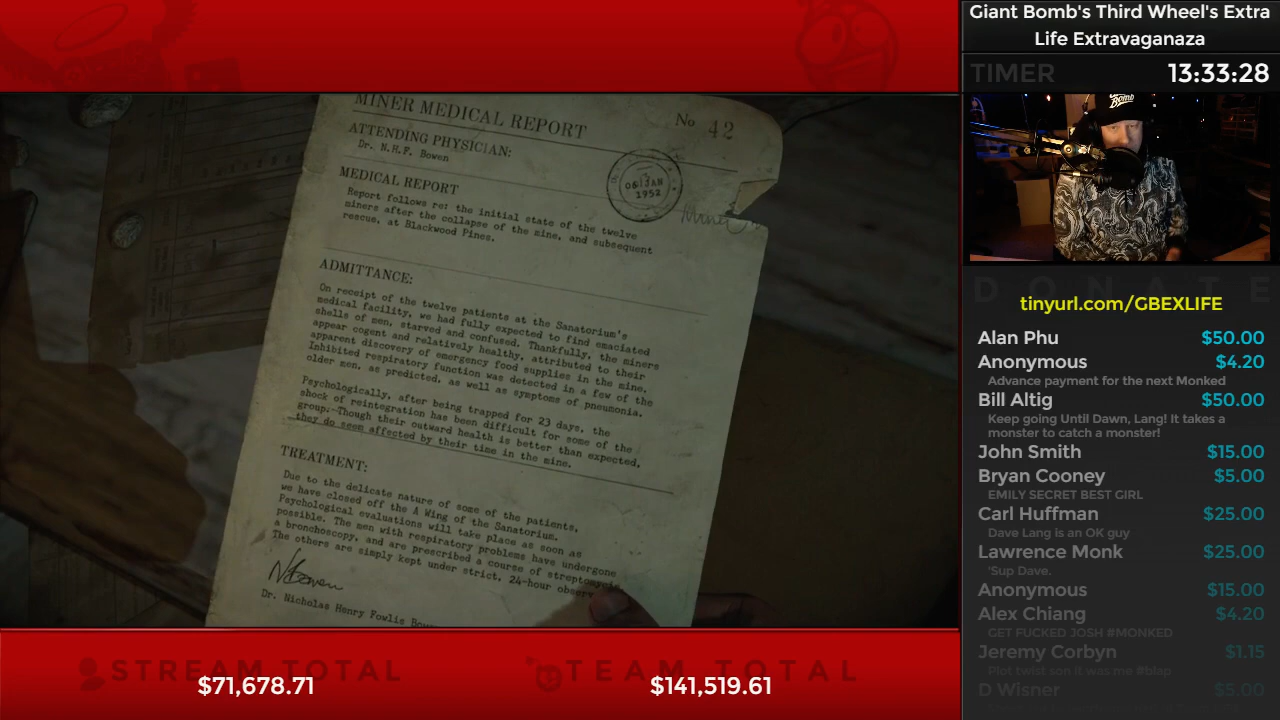 Giant Bomb's Third Wheel's Extra
Life Extravaganaza
TIMER
13:33:28
MINER MEDICAL REPORT
No 42
ATTENDING PHYSICIAN:
Dr. N.H.F. Bowen
06 JAN
1952
MEDICAL REPORT
Report follows re: the initial state of the twelve
miners after the collapse of the mine, and subsequent
rescue, at Blackwood Pines.
ADMITTANCE:
On receipt of the twelve patients at the Sanatorium's
medical facility, we had fully expected to find emaciated
shells of men, starved and confused. Thankfully, the miners
appear cogent and relatively healthy, attributed to their
apparent discovery of emergency food supplies in the mine.
Inhibited respiratory function was detected in a few of the
older men, as predicted, as well as symptoms of pneumonia.
Psychologically, after being trapped for 23 days, the
shock of reintegration has been difficult for some of the
group. Though their outward health is better than expected,
they do seem affected by their time in the mine.
TREATMENT:
Due to the delicate nature of some of the patients,
we have closed off the A Wing of the Sanatorium.
Psychological evaluations will take place as soon as
possible. The men with respiratory problems have undergone
a bronchoscopy, and are prescribed a course of streptomycin.
The others are simply kept under strict, 24-hour observ
NBowen
Dr. Nicholas Henry Fowlis Bow
Bomb
DONATE
tinyurl.com/GBEXLIFE
Alan Phu $50.00
Anonymous $4.20
Advance payment for the next Monked
Bill Altig $50.00
Keep going Until Dawn, Lang! It takes a
monster to catch a monster!
John Smith $15.00
Bryan Cooney $5.00
EMILY SECRET BEST GIRL
Carl Huffman $25.00
Dave Lang is an OK guy
Lawrence Monk $25.00
'Sup Dave.
Anonymous $15.00
Alex Chiang $4.20
GET FUCKED JOSH #MONKED
Jeremy Corbyn $1.15
Plot twist son it was me #blap
D Wisner $5.00
STREAM TOTAL
$71,678.71
TEAM TOTAL
$141,519.61